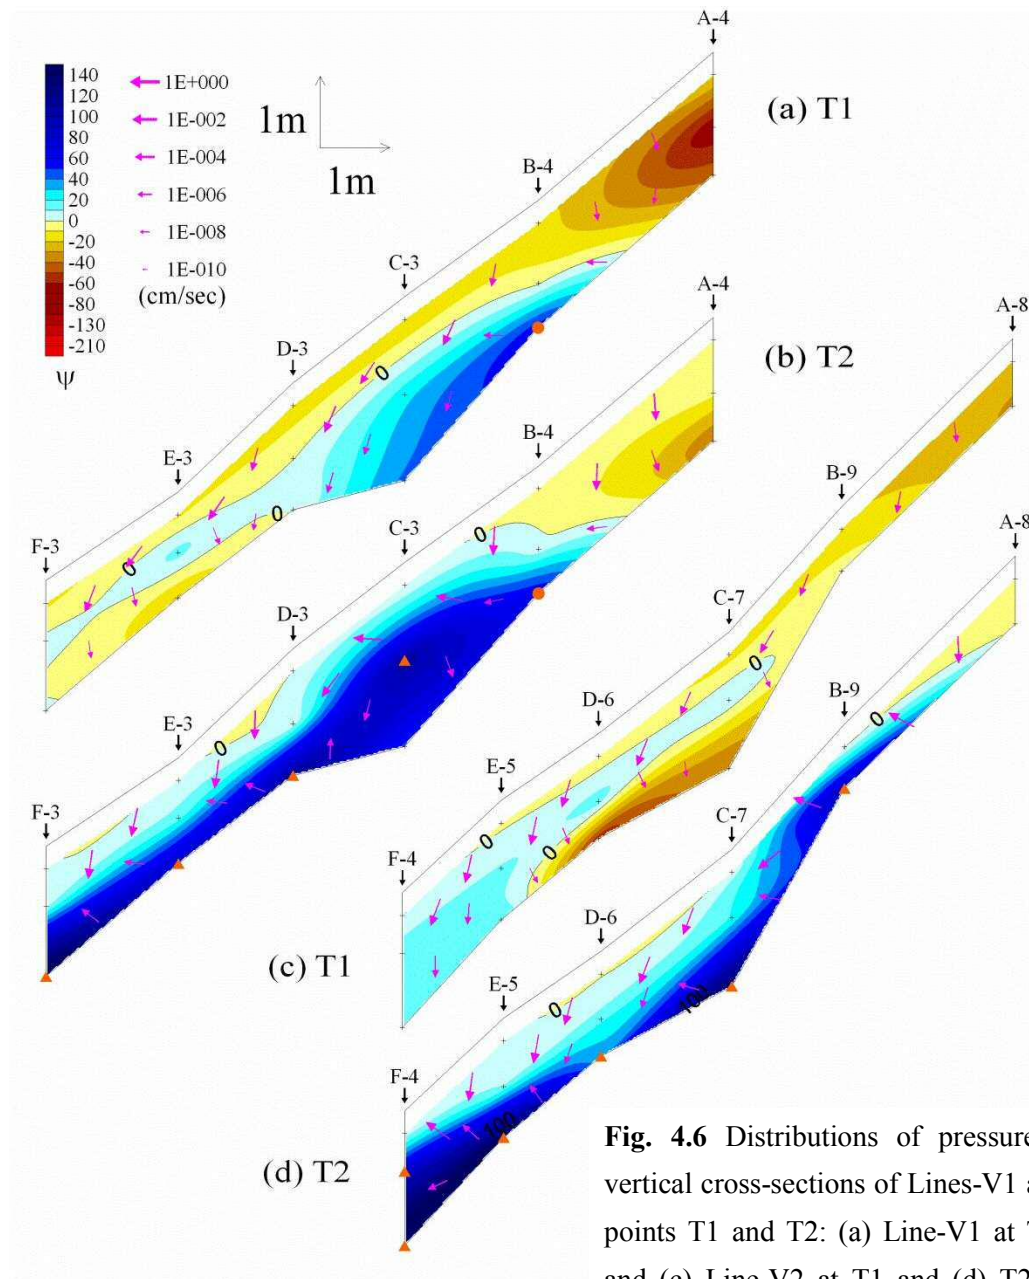 A-4
140
120
100
80
60
40
20
0
-20
-40
-60
-80
-130
-210
ψ
1E+000
1E-002
1E-004
1E-006
1E-008
1E-010
(cm/sec)
1m
1m
(a) T1
B-4
C-3
D-3
E-3
F-3
0
0
0
A-4
(b) T2
B-4
C-3
D-3
E-3
F-3
0
0
A-8
B-9
C-7
D-6
E-5
F-4
0
0
0
(c) T1
A-8
B-9
C-7
D-6
E-5
F-4
0
0
100
100
(d) T2
Fig. 4.6 Distributions of pressure
vertical cross-sections of Lines-V1
points T1 and T2: (a) Line-V1 at
and (c) Line-V2 at T1 and (d) T2